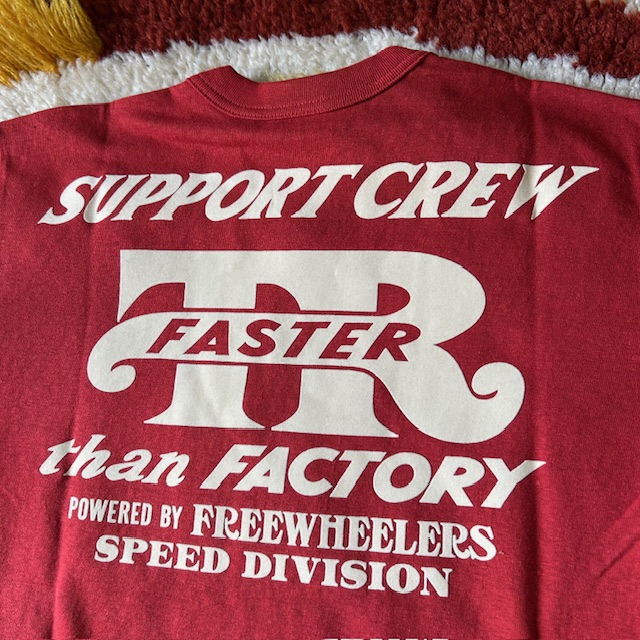 SUPPORT CREW
TR
FASTER
than FACTORY
POWERED BY FREEWHEELERS
SPEED DIVISION